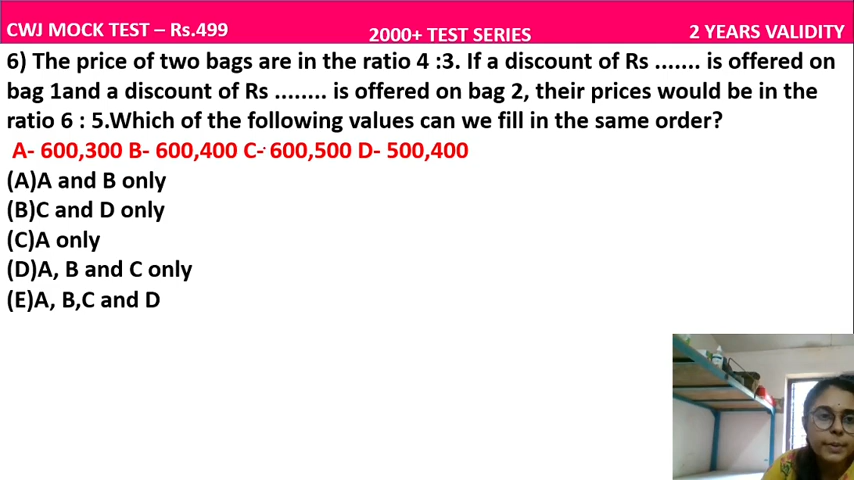 CWJ MOCK TEST – Rs.499
2000+ TEST SERIES
2 YEARS VALIDITY
6) The price of two bags are in the ratio 4 :3. If a discount of Rs ....... is offered on
bag 1and a discount of Rs ........ is offered on bag 2, their prices would be in the
ratio 6 : 5.Which of the following values can we fill in the same order?
A- 600,300 B- 600,400 C- 600,500 D- 500,400
(A)A and B only
(B)C and D only
(C)A only
(D)A, B and C only
(E)A, B,C and D